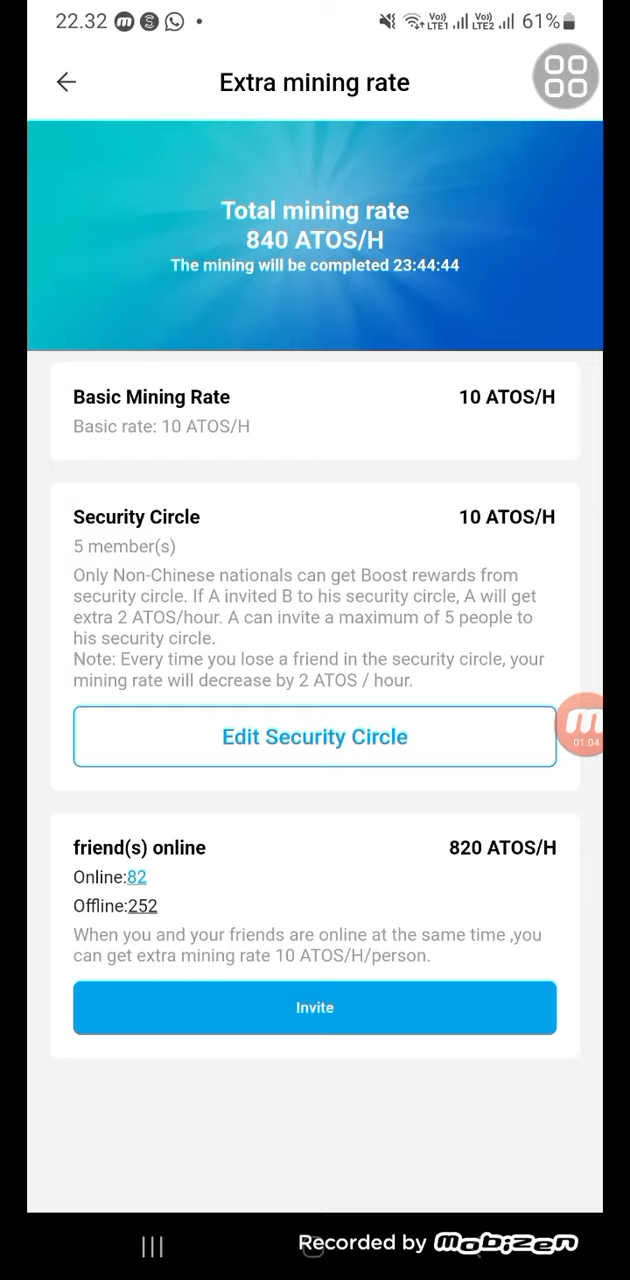 22.32 61%
Vo)) LTE1 Vo)) LTE2
Extra mining rate
Total mining rate
840 ATOS/H
The mining will be completed 23:44:44
Basic Mining Rate 10 ATOS/H
Basic rate: 10 ATOS/H
Security Circle 10 ATOS/H
5 member(s)
Only Non-Chinese nationals can get Boost rewards from
security circle. If A invited B to his security circle, A will get
extra 2 ATOS/hour. A can invite a maximum of 5 people to
his security circle.
Note: Every time you lose a friend in the security circle, your
mining rate will decrease by 2 ATOS / hour.
Edit Security Circle
m
01:04
friend(s) online 820 ATOS/H
Online:82
Offline:252
When you and your friends are online at the same time ,you
can get extra mining rate 10 ATOS/H/person.
Invite
Recorded by mobizen